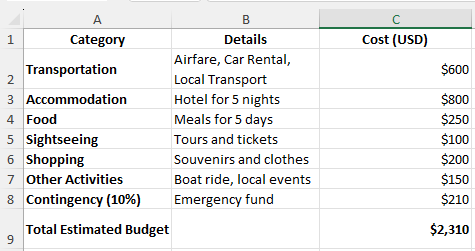 A B C
1 Category Details Cost (USD)
Airfare, Car Rental,
2 Transportation Local Transport $600
3 Accommodation Hotel for 5 nights $800
4 Food Meals for 5 days $250
5 Sightseeing Tours and tickets $100
6 Shopping Souvenirs and clothes $200
7 Other Activities Boat ride, local events $150
8 Contingency (10%) Emergency fund $210
9 Total Estimated Budget $2,310